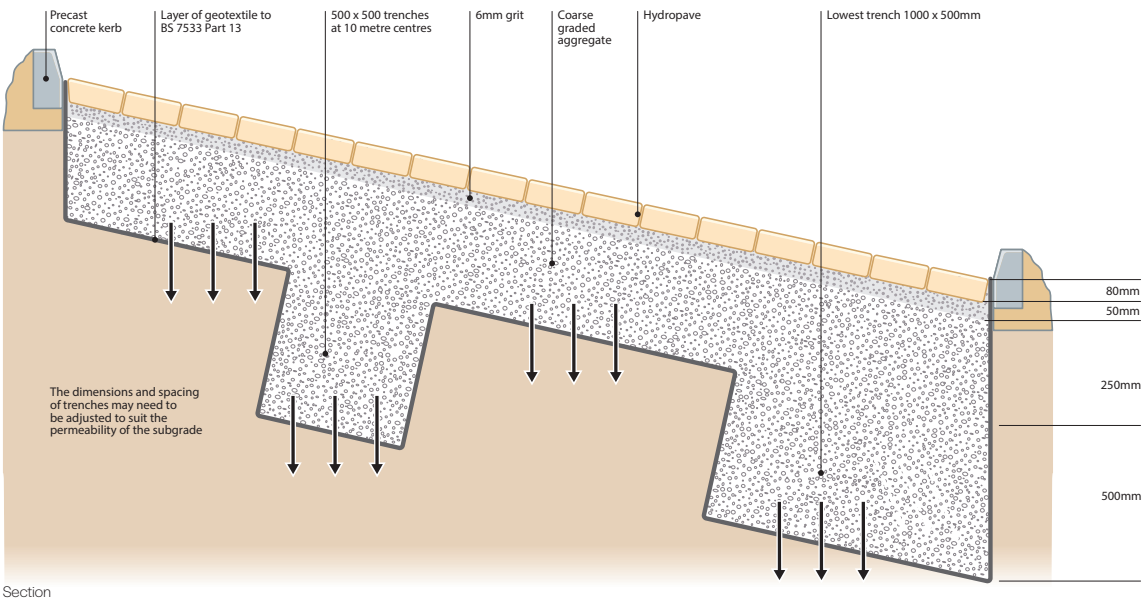 Precast
concrete kerb
Layer of geotextile to
BS 7533 Part 13
500 x 500 trenches
at 10 metre centres
6mm grit
Coarse
graded
aggregate
Hydropave
Lowest trench 1000 x 500mm
80mm
50mm
250mm
500mm
The dimensions and spacing
of trenches may need to
be adjusted to suit the
permeability of the subgrade
Section